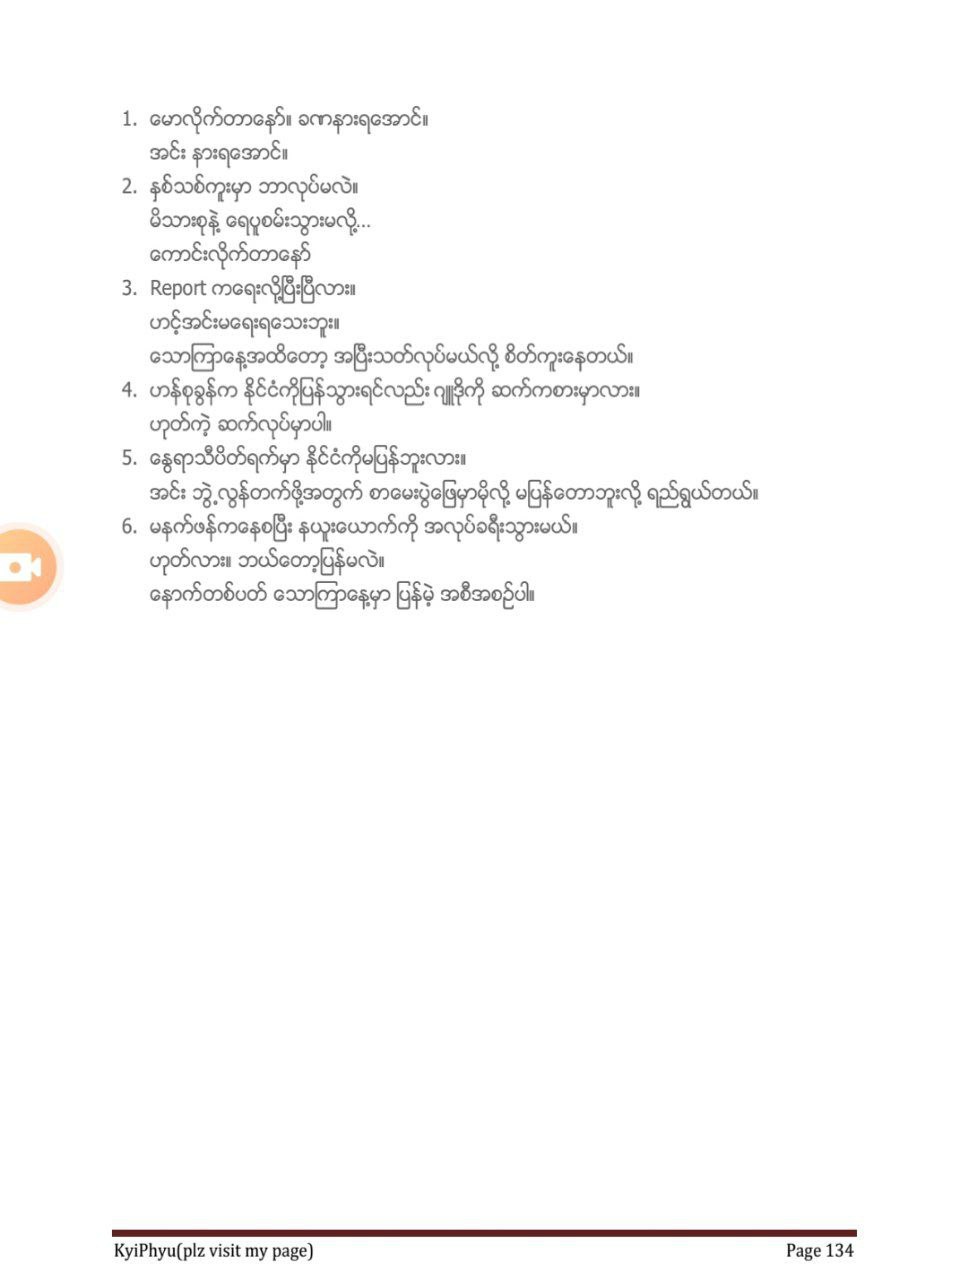 1. မောလိုက်တာနော်။ ခဏနားရအောင်။
အင်း နားရအောင်။
2. နှစ်သစ်ကူးမှာ ဘာလုပ်မလဲ။
မိသားစုနဲ့ ရေပူစမ်းသွားမလို့...
ကောင်းလိုက်တာနော်
3. Report ကရေးလို့ပြီးပြီလား။
ဟင့်အင်းမရေးရသေးဘူး။
သောကြာနေ့အထိတော့ အပြီးသတ်လုပ်မယ်လို့ စိတ်ကူးနေတယ်။
4. ဟန်စုခွန်က နိုင်ငံကိုပြန်သွားရင်လည်း ဂျူဒိုကို ဆက်ကစားမှာလား။
ဟုတ်ကဲ့ ဆက်လုပ်မှာပါ။
5. နွေရာသီပိတ်ရက်မှာ နိုင်ငံကိုမပြန်ဘူးလား။
အင်း ဘွဲ့လွန်တက်ဖို့အတွက် စာမေးပွဲဖြေမှာမိုလို့ မပြန်တောဘူးလို့ ရည်ရွယ်တယ်။
6. မနက်ဖန်ကနေစပြီး နယူးယောက်ကို အလုပ်ခရီးသွားမယ်။
ဟုတ်လား။ ဘယ်တော့ပြန်မလဲ။
နောက်တစ်ပတ် သောကြာနေ့မှာ ပြန်မဲ့ အစီအစဉ်ပါ။
KyiPhyu(plz visit my page) Page 134